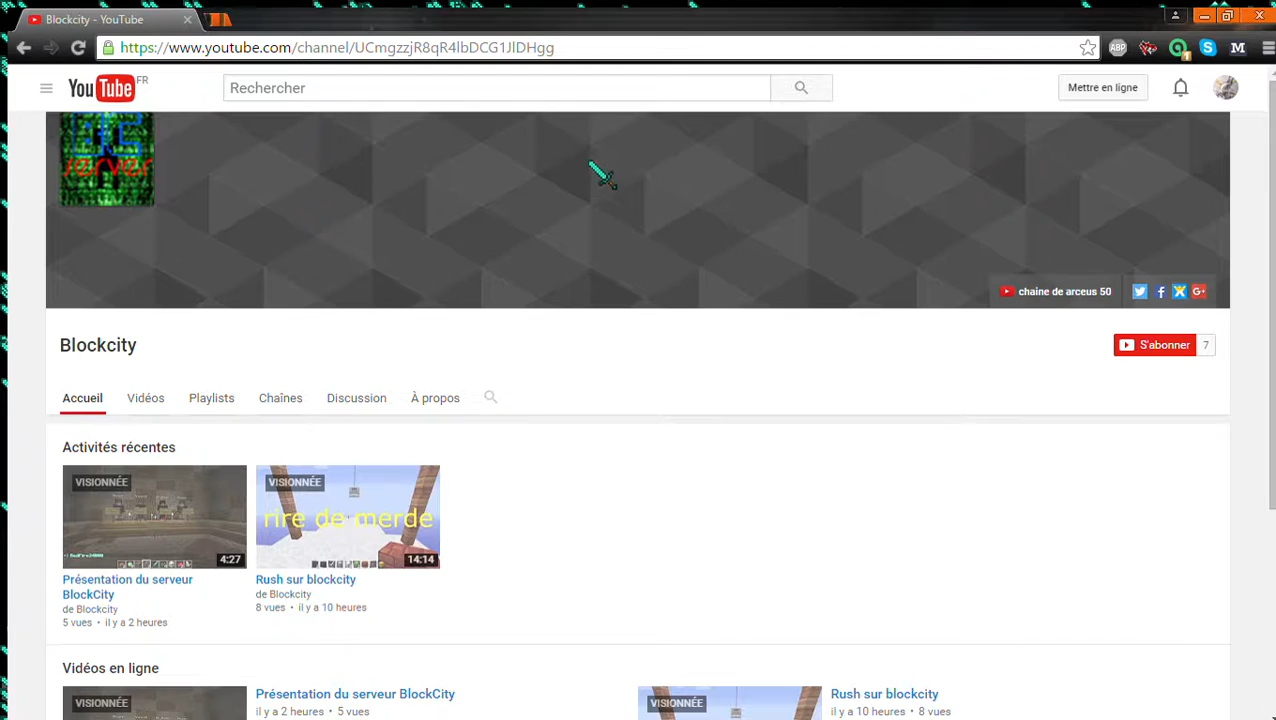 Blockcity - YouTube
https://www.youtube.com/channel/UCmgzzjR8qR4lbDCG1JlDHgg
ABP
1
M
YouTube FR
Rechercher
Mettre en ligne
server
chaine de arceus 50
Blockcity
S'abonner 7
Accueil Vidéos Playlists Chaînes Discussion À propos
Activités récentes
VISIONNÉE
4:27
Présentation du serveur
BlockCity
de Blockcity
5 vues • il y a 2 heures
VISIONNÉE
rire de merde
14:14
Rush sur blockcity
de Blockcity
8 vues • il y a 10 heures
Vidéos en ligne
VISIONNÉE
Présentation du serveur BlockCity
il y a 2 heures • 5 vues
VISIONNÉE
Rush sur blockcity
il y a 10 heures • 8 vues